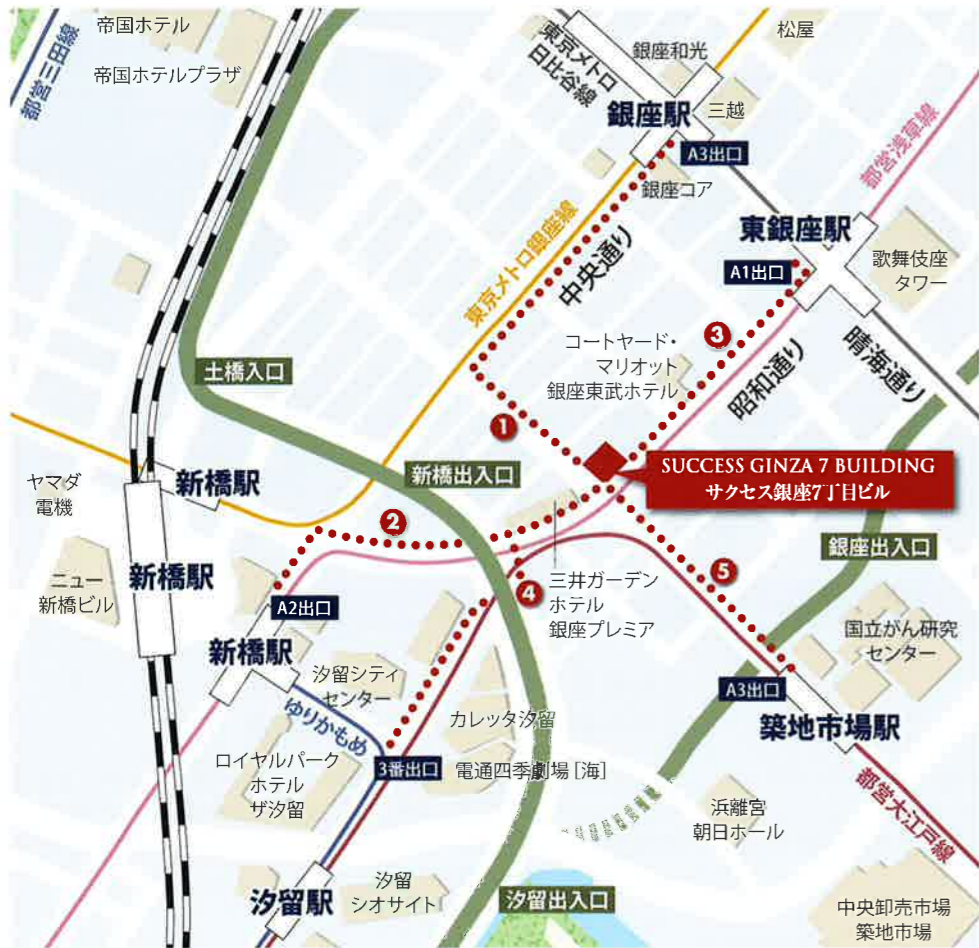 帝国ホテル
帝国ホテルプラザ
都営三田線
東京メトロ
日比谷線
銀座和光
松屋
銀座駅
三越
A3出口
銀座コア
都営浅草線
東銀座駅
A1出口
歌舞伎座
タワー
東京メトロ銀座線
中央通り
3
コートヤード・
マリオット
銀座東武ホテル
昭和通り
晴海通り
土橋入口
1
新橋出入口
SUCCESS GINZA 7 BUILDING
サクセス銀座7丁目ビル
ヤマダ
電機
新橋駅
2
銀座出入口
新橋駅
ニュー
新橋ビル
A2出口
4
三井ガーデン
ホテル
銀座プレミア
5
国立がん研究
センター
新橋駅
汐留シティ
センター
A3出口
ゆりかもめ
カレッタ汐留
築地市場駅
ロイヤルパーク
ホテル
ザ汐留
3番出口
電通四季劇場[海]
都営大江戸線
浜離宮
朝日ホール
汐留駅
汐留
シオサイト
汐留出入口
中央卸売市場
築地市場